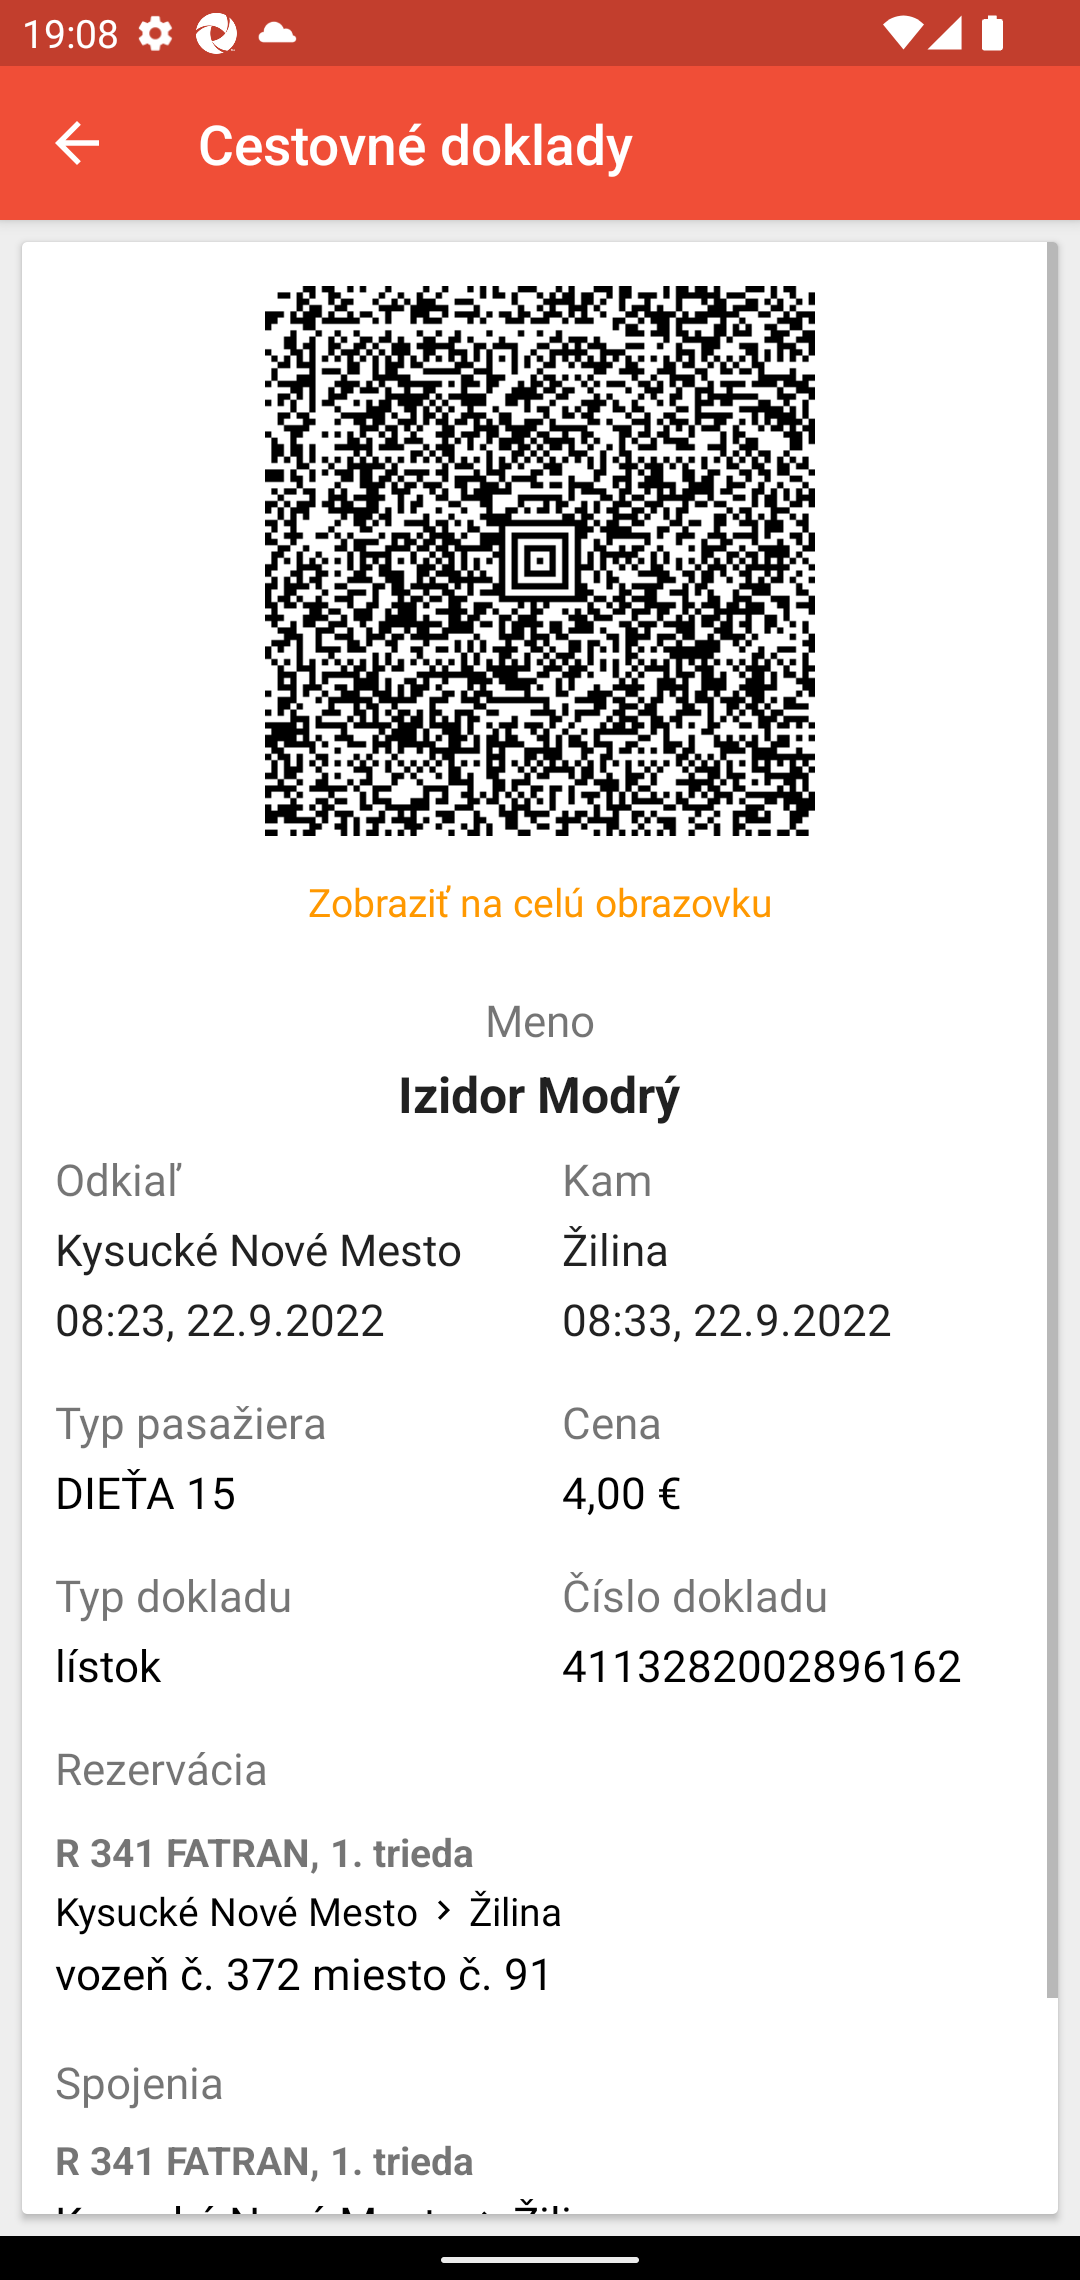 19:08
Cestovné doklady
Zobraziť na celú obrazovku
Meno
Izidor Modrý
Odkiaľ
Kam
Kysucké Nové Mesto
Žilina
08:23, 22.9.2022
08:33, 22.9.2022
Typ pasažiera
Cena
DIEŤA 15
4,00 €
Typ dokladu
Číslo dokladu
lístok
4113282002896162
Rezervácia
R 341 FATRAN, 1. trieda
Kysucké Nové Mesto > Žilina
vozeň č. 372 miesto č. 91
Spojenia
R 341 FATRAN, 1. trieda